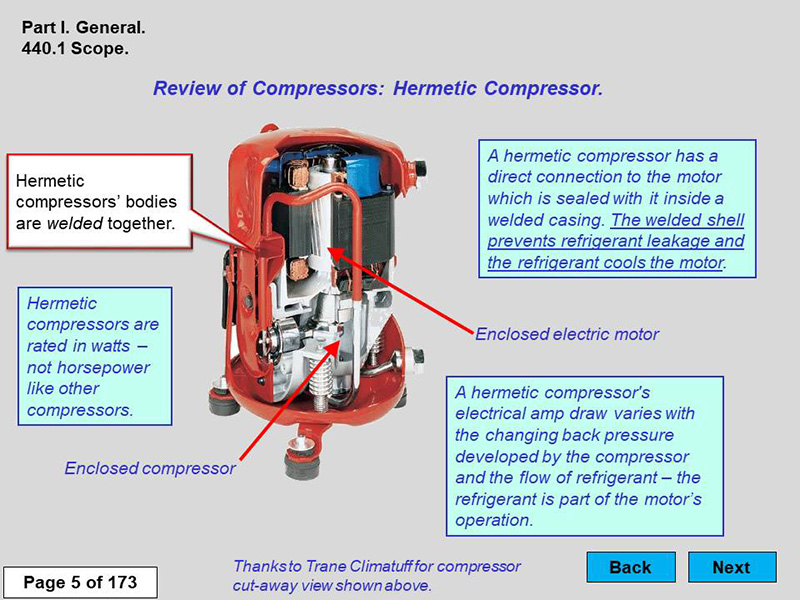 Part I. General.
440.1 Scope.
Review of Compressors: Hermetic Compressor.
Hermetic
compressors’ bodies
are welded together.
A hermetic compressor has a
direct connection to the motor
which is sealed with it inside a
welded casing. The welded shell
prevents refrigerant leakage and
the refrigerant cools the motor.
Hermetic
compressors are
rated in watts –
not horsepower
like other
compressors.
Enclosed electric motor
A hermetic compressor's
electrical amp draw varies with
the changing back pressure
developed by the compressor
and the flow of refrigerant – the
refrigerant is part of the motor’s
operation.
Enclosed compressor
Thanks to Trane Climatuff for compressor
cut-away view shown above.
Back
Next
Page 5 of 173